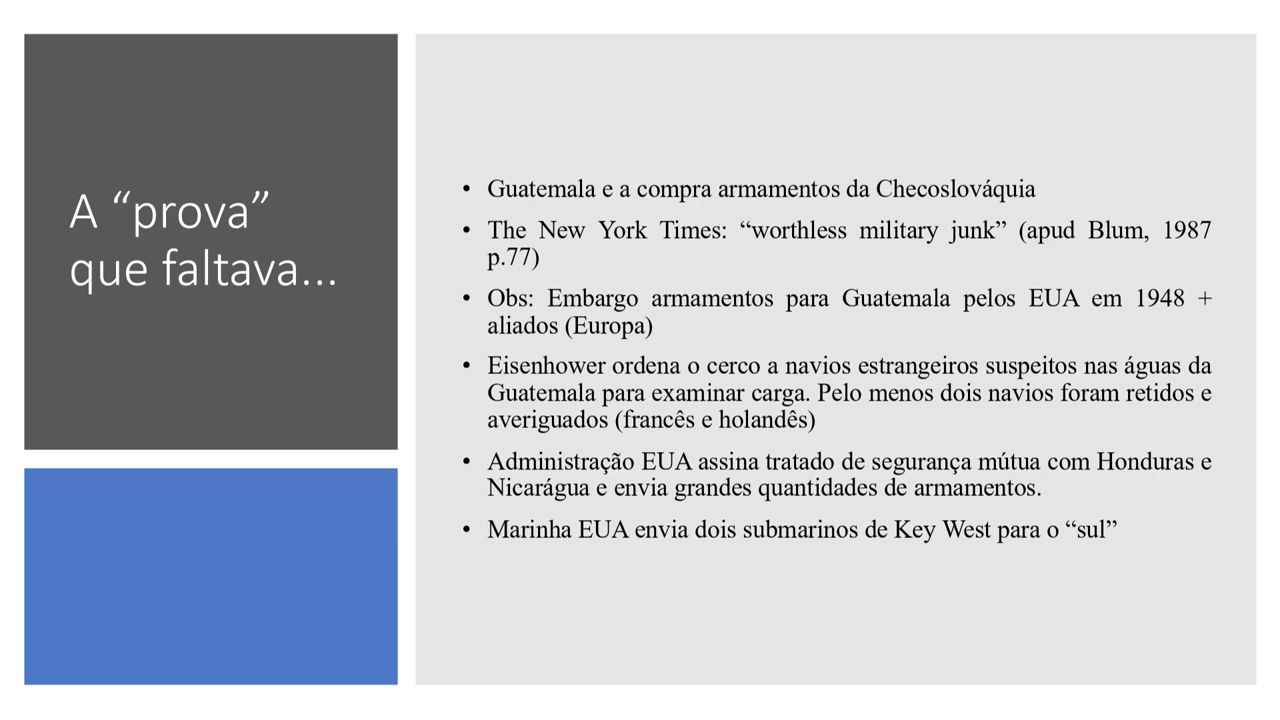 A “prova”
que faltava...
• Guatemala e a compra armamentos da Checoslováquia
• The New York Times: “worthless military junk” (apud Blum, 1987
p.77)
• Obs: Embargo armamentos para Guatemala pelos EUA em 1948 +
aliados (Europa)
• Eisenhower ordena o cerco a navios estrangeiros suspeitos nas águas da
Guatemala para examinar carga. Pelo menos dois navios foram retidos e
averiguados (francês e holandês)
• Administração EUA assina tratado de segurança mútua com Honduras e
Nicarágua e envia grandes quantidades de armamentos.
• Marinha EUA envia dois submarinos de Key West para o “sul”